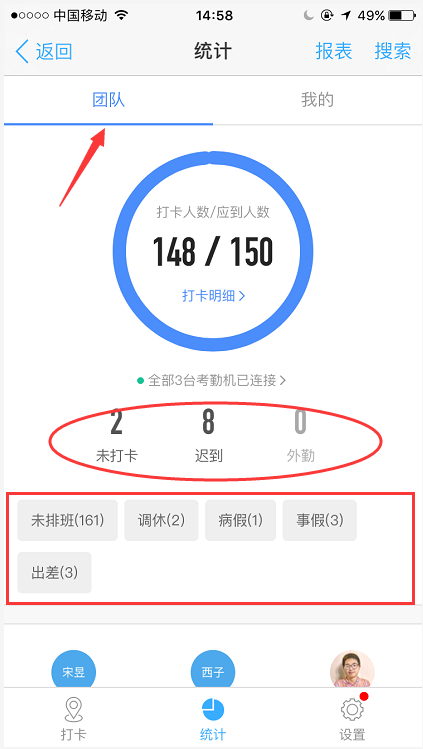 中国移动 14:58 49%
返回 统计 报表 搜索
团队 我的
打卡人数/应到人数
148 / 150
打卡明细
全部3台考勤机已连接
2 8 0
未打卡 迟到 外勤
未排班(161) 调休(2) 病假(1) 事假(3)
出差(3)
宋昱 西子
打卡 统计 设置